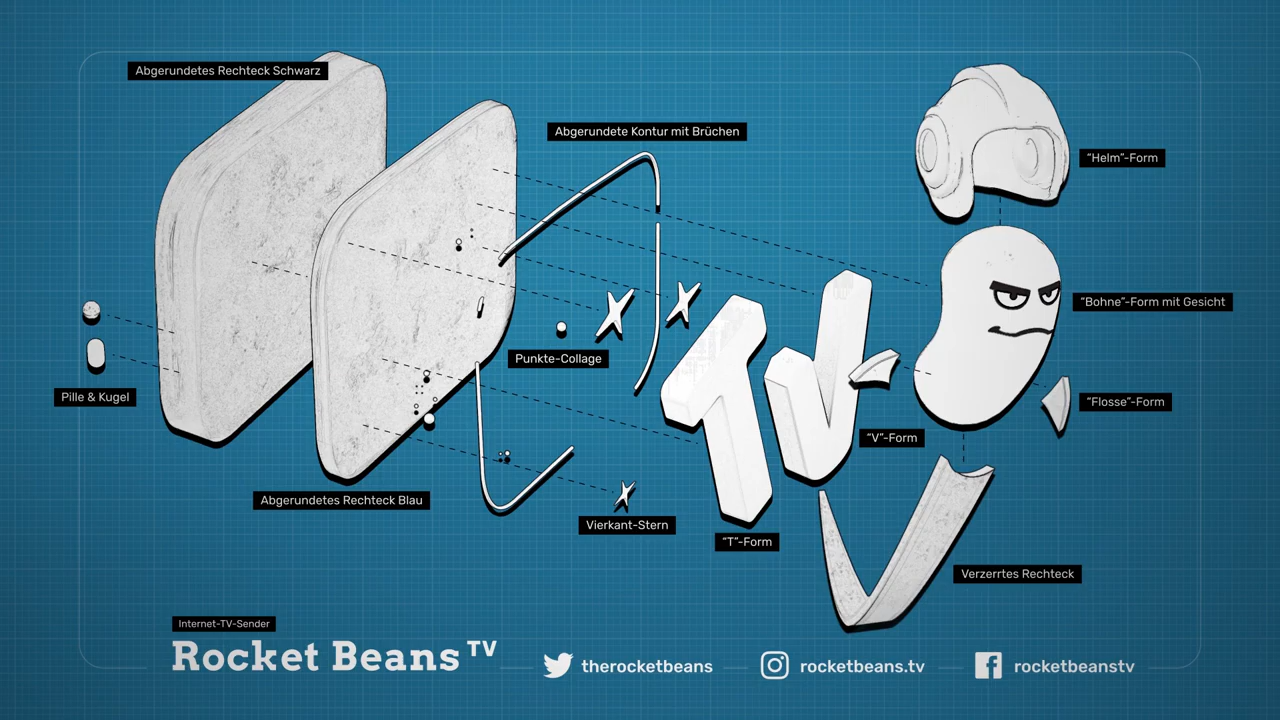 Abgerundetes Rechteck Schwarz
Abgerundete Kontur mit Brüchen
“Helm”-Form
“Bohne”-Form mit Gesicht
Punkte-Collage
Pille & Kugel
“Flosse”-Form
“V”-Form
Abgerundetes Rechteck Blau
Vierkant-Stern
“T”-Form
Verzerrtes Rechteck
Internet-TV-Sender
Rocket Beans TV
therocketbeans
rocketbeans.tv
rocketbeanstv